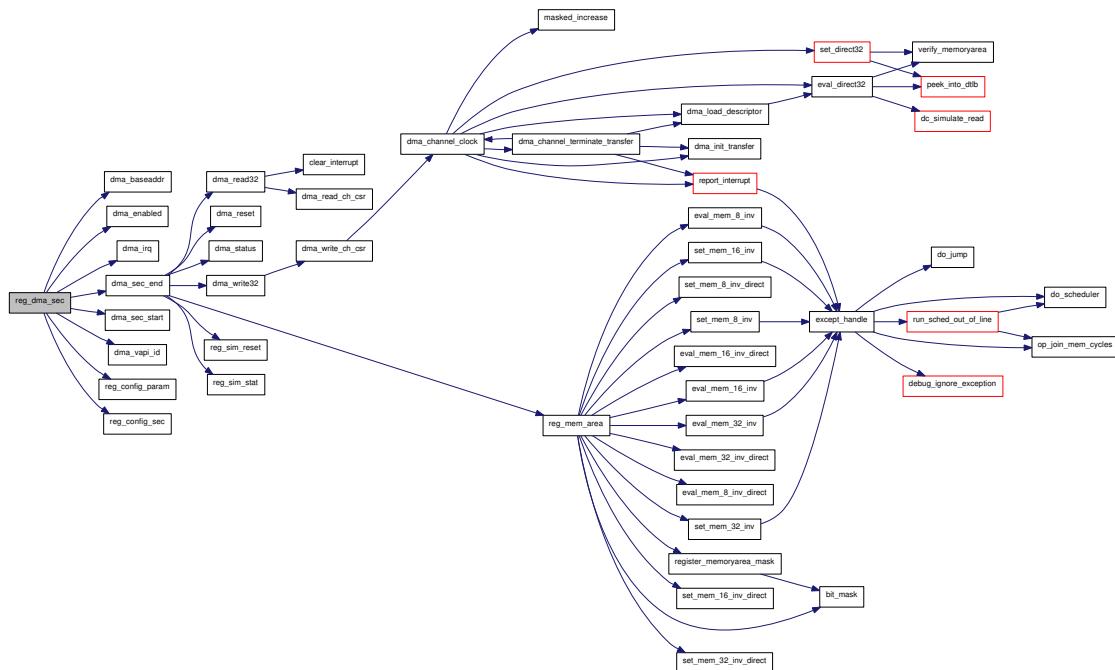 masked_increase
set_direct32
verify_memoryarea
eval_direct32
peek_into_dtlb
dma_load_descriptor
dc_simulate_read
dma_channel_clock
dma_channel_terminate_transfer
dma_init_transfer
clear_interrupt
dma_baseaddr
dma_read32
report_interrupt
dma_read_ch_csr
dma_enabled
dma_reset
eval_mem_8_inv
dma_irq
dma_status
dma_write_ch_csr
set_mem_16_inv
do_jump
dma_sec_end
dma_write32
set_mem_8_inv_direct
reg_dma_sec
do_scheduler
dma_sec_start
set_mem_8_inv
except_handle
run_sched_out_of_line
dma_vapi_id
reg_sim_reset
eval_mem_16_inv_direct
op_join_mem_cycles
reg_config_param
reg_sim_stat
eval_mem_16_inv
debug_ignore_exception
reg_config_sec
reg_mem_area
eval_mem_32_inv
eval_mem_32_inv_direct
eval_mem_8_inv_direct
set_mem_32_inv
register_memoryarea_mask
set_mem_16_inv_direct
bit_mask
set_mem_32_inv_direct